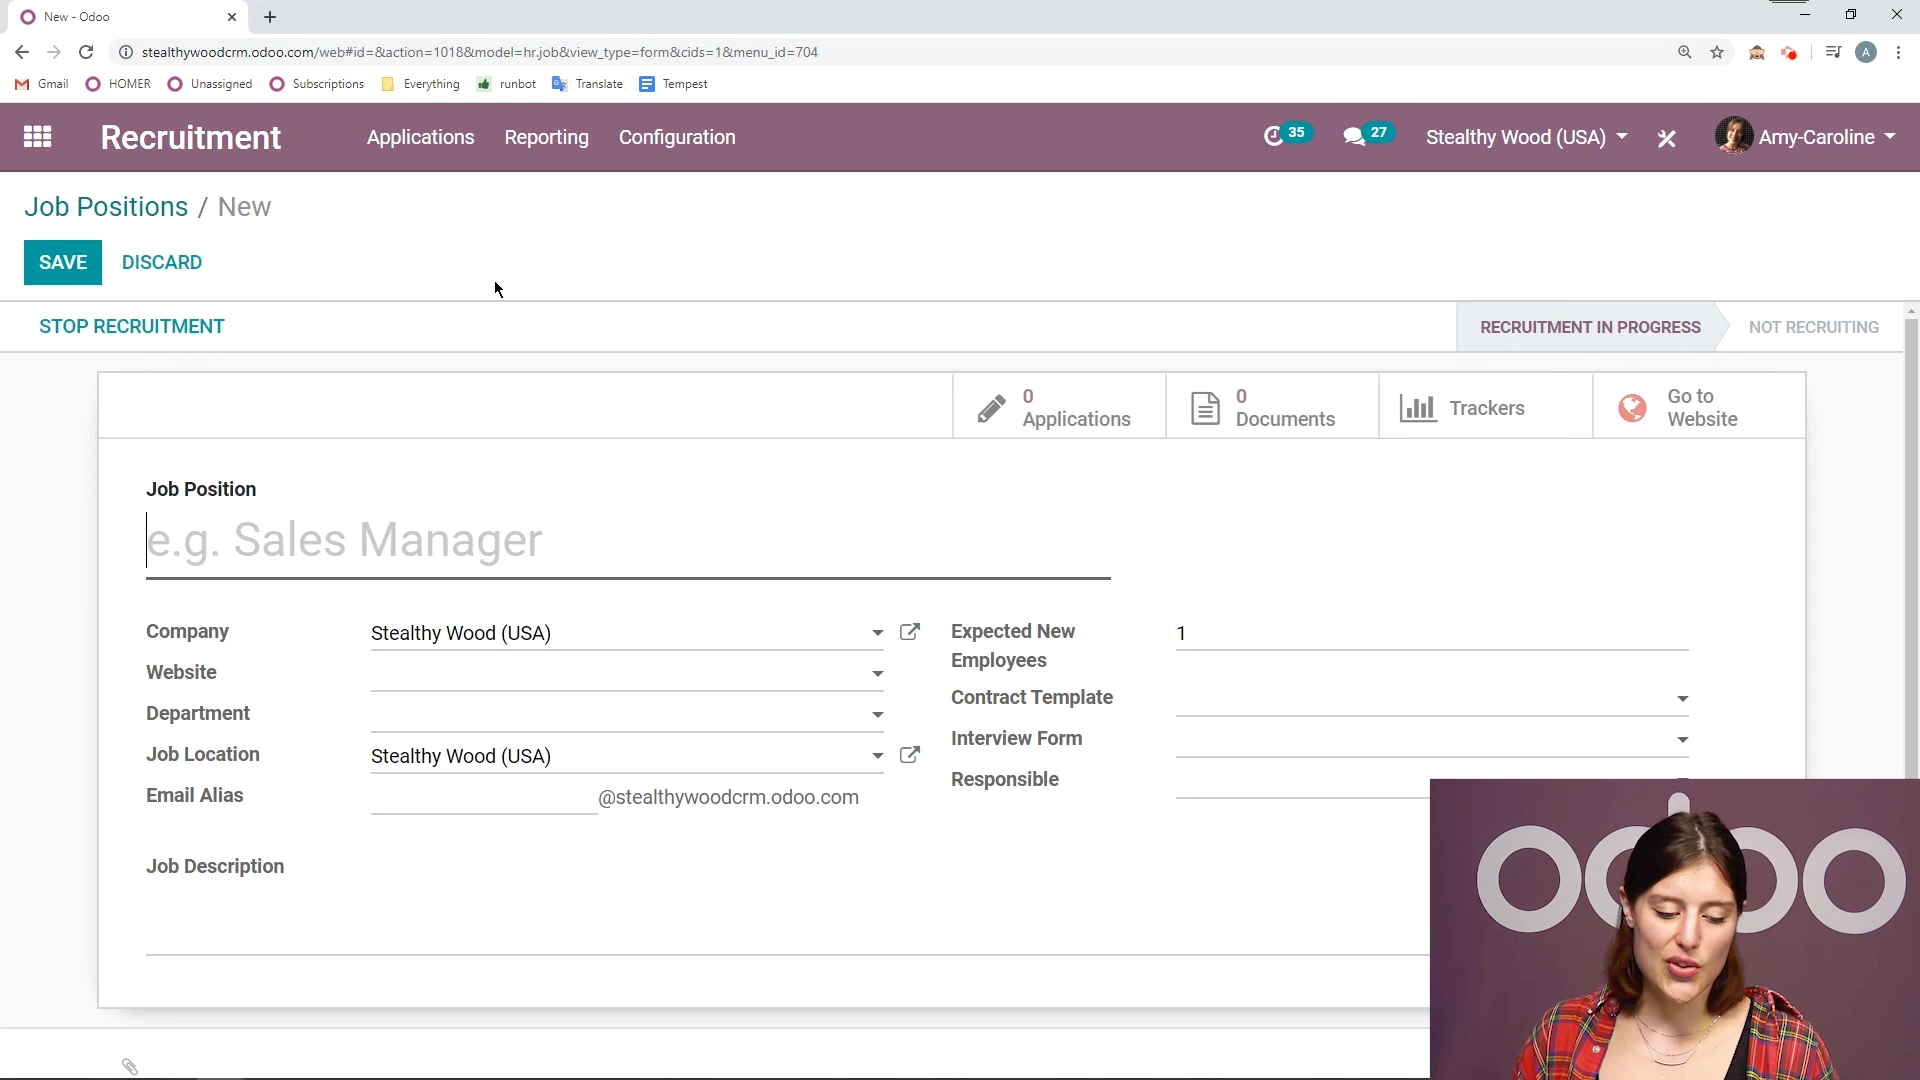 New - Odoo
stealthywoodcrm.odoo.com/web#id=&action=1018&model=hr.job&view_type=form&cids=1&menu_id=704
A
Gmail HOMER Unassigned Subscriptions Everything runbot Translate Tempest
Recruitment Applications Reporting Configuration 35 27 Stealthy Wood (USA) Amy-Caroline
Job Positions / New
SAVE DISCARD
STOP RECRUITMENT RECRUITMENT IN PROGRESS NOT RECRUITING
0 Applications
0 Documents
Trackers
Go to Website
Job Position
e.g. Sales Manager
Company Stealthy Wood (USA)
Website
Department
Job Location Stealthy Wood (USA)
Email Alias @stealthywoodcrm.odoo.com
Expected New Employees 1
Contract Template
Interview Form
Responsible
Job Description
odoo